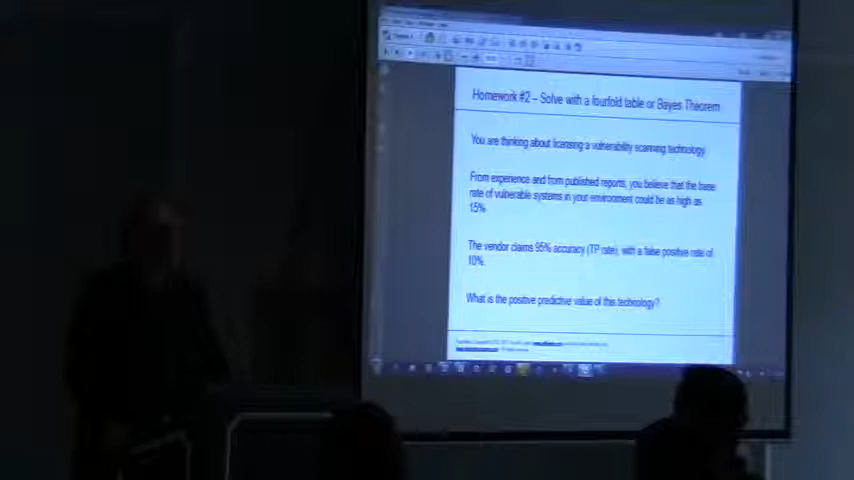 Homework #2 – Solve with a fourfold table or Bayes Theorem
You are thinking about licensing a vulnerability scanning technology
From experience and from published reports, you believe that the base
rate of vulnerable systems in your environment could be as high as
15%
The vendor claims 95% accuracy (TP rate), with a false positive rate of
10%.
What is the positive predictive value of this technology?